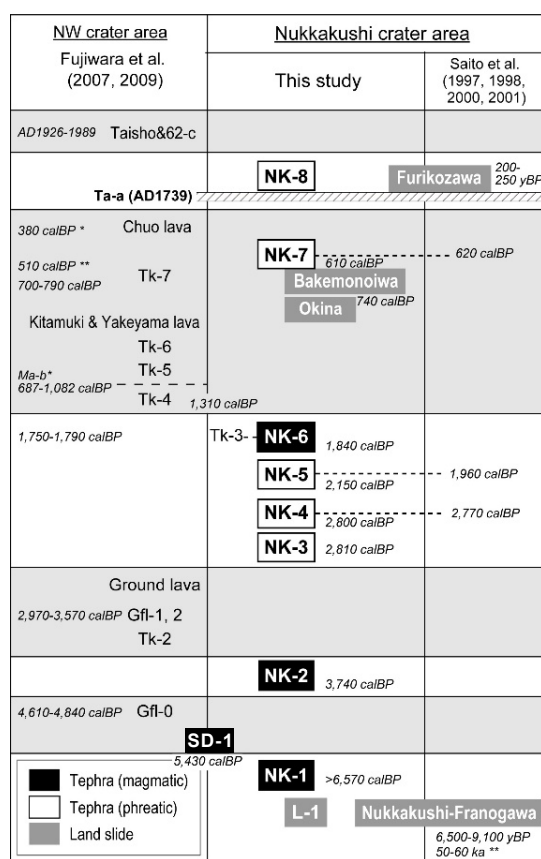 NW crater area
Fujiwara et al.
(2007, 2009)
Nukkakushi crater area
This study
Saito et al.
(1997, 1998,
2000, 2001)
AD1926-1989 Taisho&62-c
NK-8
Furikozawa
200-
250 yBP
Ta-a (AD1739)
380 calBP * Chuo lava
510 calBP **
700-790 calBP
Tk-7
NK-7
610 calBP
620 calBP
Bakemonoiwa
Okina
740 calBP
Kitamuki & Yakeyama lava
Tk-6
Tk-5
Ma-b*
687-1,082 calBP
Tk-4
1,310 calBP
1,750-1,790 calBP
Tk-3
NK-6
1,840 calBP
NK-5
1,960 calBP
2,150 calBP
NK-4
2,770 calBP
2,800 calBP
NK-3
2,810 calBP
Ground lava
2,970-3,570 calBP Gfl-1, 2
Tk-2
NK-2
3,740 calBP
4,610-4,840 calBP Gfl-0
SD-1
5,430 calBP
NK-1
>6,570 calBP
L-1
Nukkakushi-Franogawa
6,500-9,100 yBP
50-60 ka **
Tephra (magmatic)
Tephra (phreatic)
Land slide